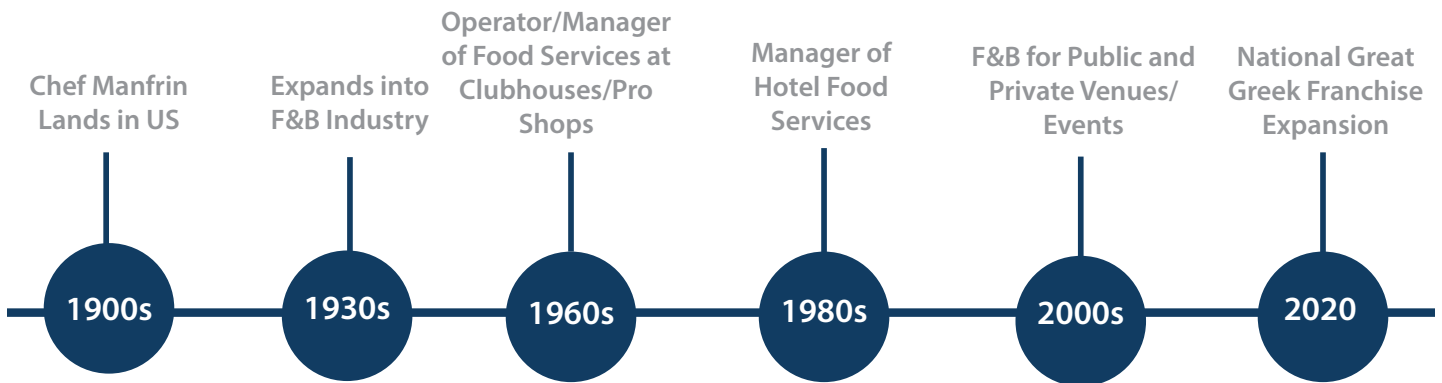 Chef Manfrin
Lands in US
Expands into
F&B Industry
Operator/Manager
of Food Services at
Clubhouses/Pro
Shops
Manager of
Hotel Food
Services
F&B for Public and
Private Venues/
Events
National Great
Greek Franchise
Expansion
1900s
1930s
1960s
1980s
2000s
2020